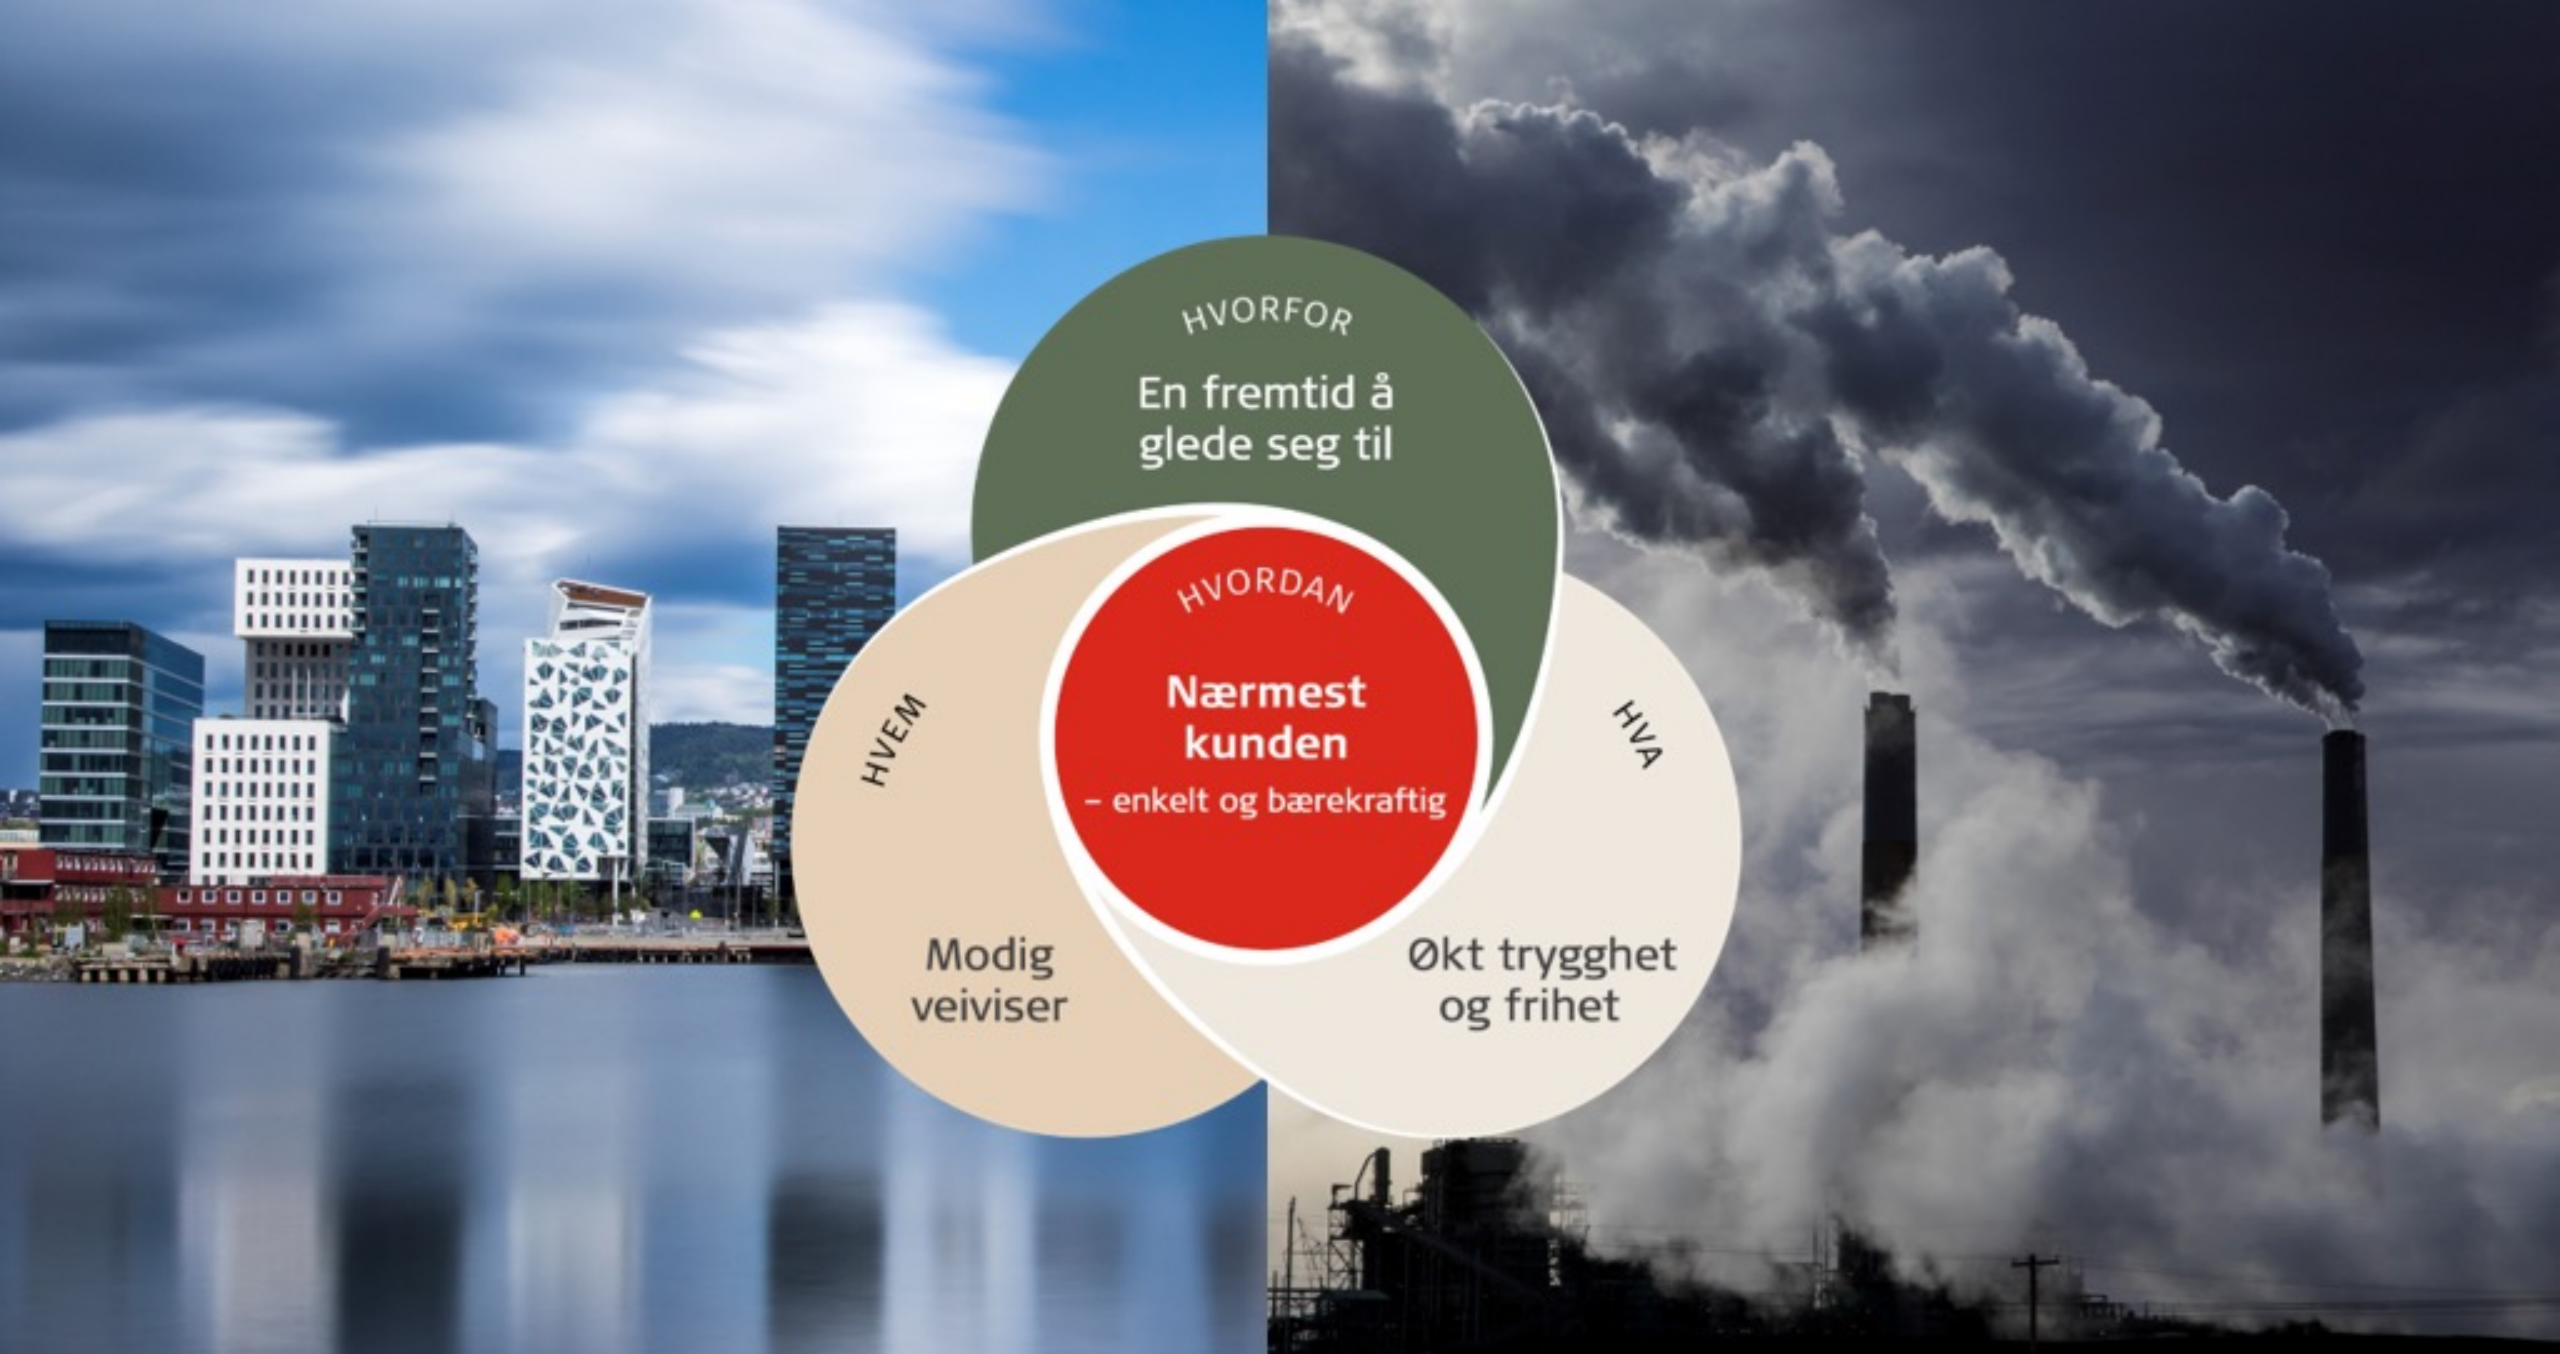 HVORFOR
En fremtid å
glede seg til
HVORDAN
Nærmest
kunden
– enkelt og bærekraftig
HVEM
Modig
veiviser
HVA
Økt trygghet
og frihet